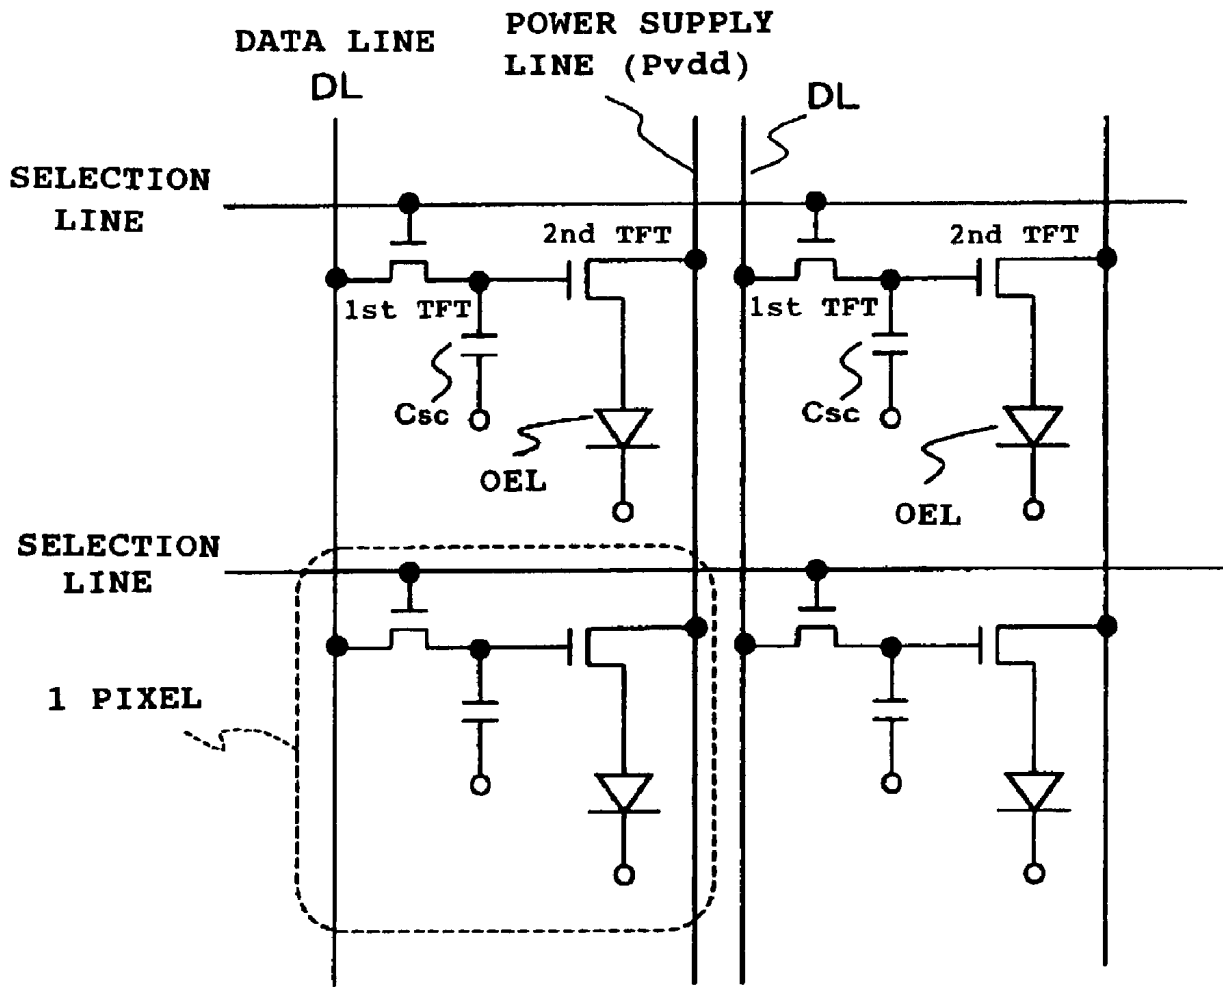 POWER SUPPLY
LINE (Pvdd)
DATA LINE
DL
DL
SELECTION
LINE
2nd TFT
2nd TFT
1st TFT
1st TFT
Csc
Csc
OEL
OEL
SELECTION
LINE
1 PIXEL